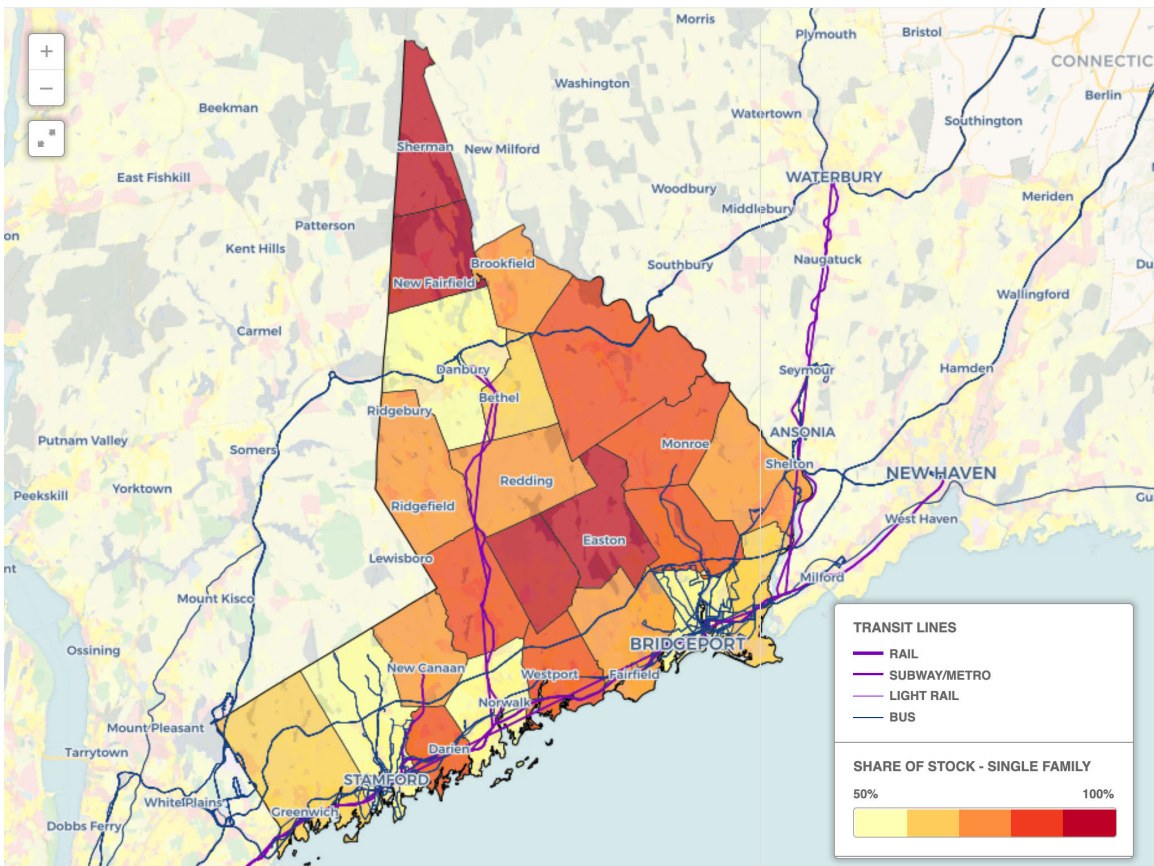 Morris
Plymouth
Bristol
CONNECTIC
Washington
Berlin
Beekman
Watertown
Southington
Sherman
New Milford
East Fishkill
WATERBURY
Woodbury
Meriden
Middlebury
Patterson
on
Kent Hills
Brookfield
Southbury
Naugatuck
Du
New Fairfield
Wallingford
Carmel
Danbury
Seymour
Hamden
Bethel
Ridgebury
Putnam Valley
ANSONIA
Monroe
Somers
Shelton
NEW HAVEN
Redding
Yorktown
Peekskill
Gu
Ridgefield
West Haven
Easton
Lewisboro
nt
Milford
Mount Kisco
Ossining
BRIDGEPORT
New Canaan
Westport
Fairfield
Norwalk
Mount Pleasant
Darien
Tarrytown
STAMFORD
White Plains
Greenwich
Dobbs Ferry
TRANSIT LINES
RAIL
SUBWAY/METRO
LIGHT RAIL
BUS
SHARE OF STOCK - SINGLE FAMILY
50% 100%